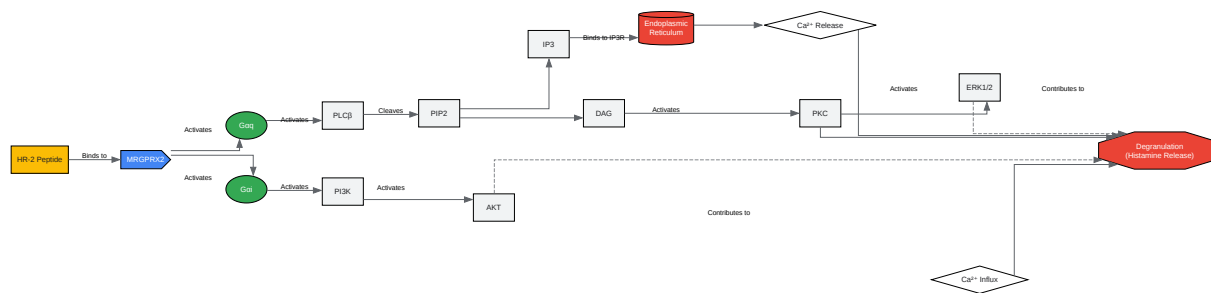 Endoplasmic
Reticulum
Ca²⁺ Release
IP3
Binds to IP3R
Activates
ERK1/2
Contributes to
Activates
Gαq
Activates
PLCβ
Cleaves
PIP2
DAG
Activates
PKC
HR-2 Peptide
Binds to
MRGPRX2
Degranulation
(Histamine Release)
Activates
Gαi
Activates
PI3K
Activates
AKT
Contributes to
Ca²⁺ Influx